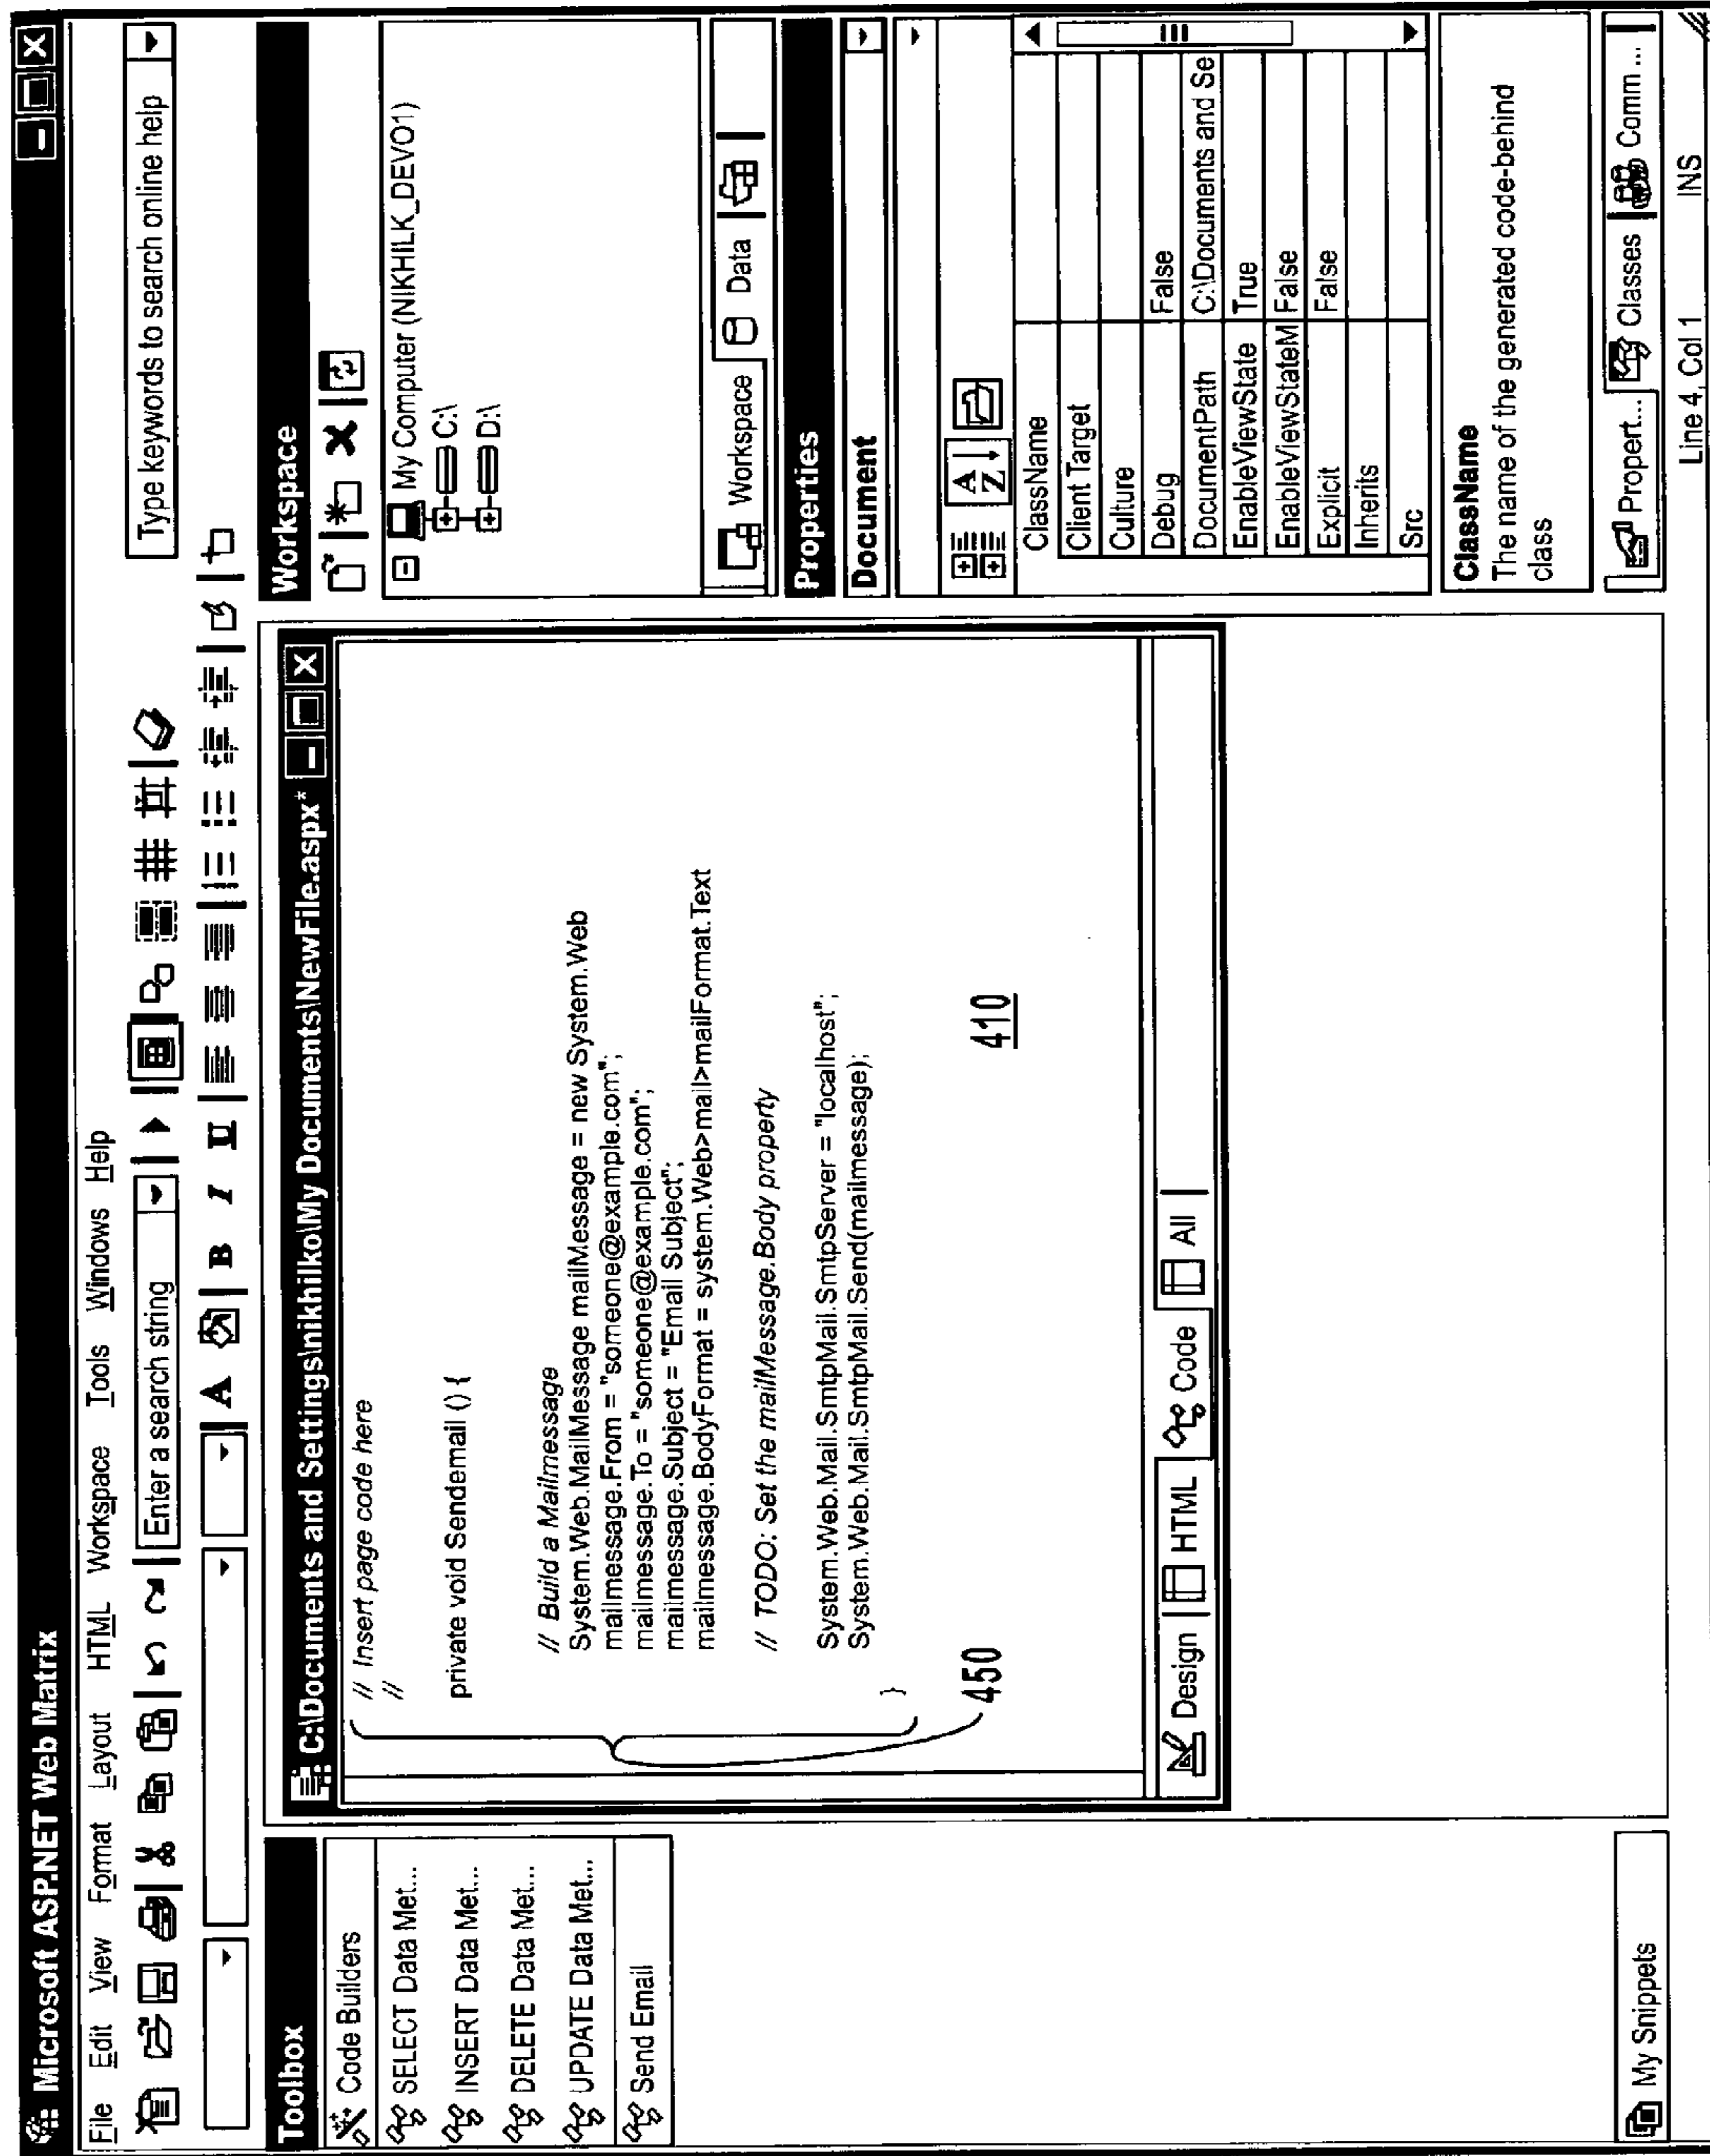 Microsoft ASP.NET Web Matrix
File Edit View Format Layout HTML Workspace Tools Windows Help
Enter a search string
Type keywords to search online help
A B I U
Toolbox
Code Builders
SELECT Data Met...
INSERT Data Met...
DELETE Data Met...
UPDATE Data Met...
Send Email
My Snippets
C:\Documents and Settings\nikhilko\My Documents\NewFile.aspx*
// Insert page code here
//
private void Sendemail () {
// Build a Mailmessage
System.Web.MailMessage mailMessage = new System.Web
mailmessage.From = "someone@example.com";
mailmessage.To = "someone@example.com";
mailmessage.Subject = "Email Subject";
mailmessage.BodyFormat = system.Web>mail>mailFormat.Text
// TODO: Set the mailMessage.Body property
System.Web.Mail.SmtpMail.SmtpServer = "localhost";
System.Web.Mail.SmtpMail.Send(mailmessage);
}
450
410
Design HTML Code All
Workspace
My Computer (NIKHILK_DEVO1)
C:\
D:\
Workspace Data
Properties
Document
A
Z
ClassName
Client Target
Culture
Debug False
DocumentPath C:\Documents and Se
EnableViewState True
EnableViewStateM False
Explicit False
Inherits
Src
ClassName
The name of the generated code-behind
class
Propert... Classes Comm ...
Line 4, Col 1 INS